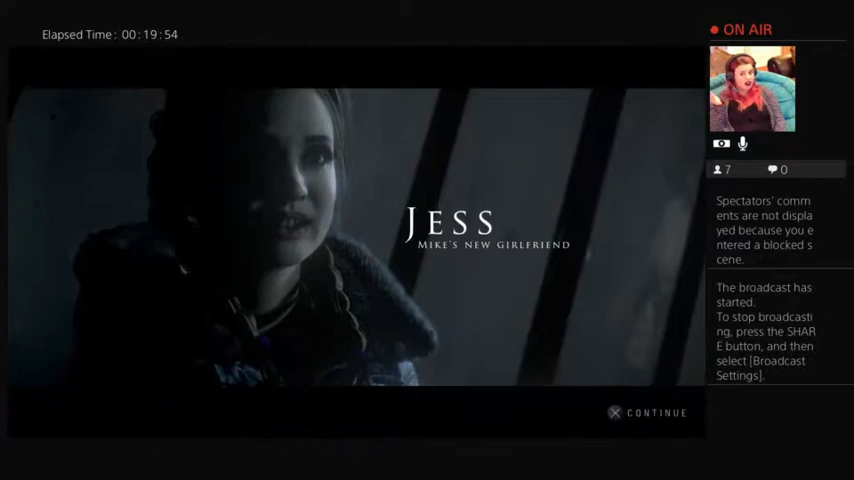 Elapsed Time: 00:19:54
ON AIR
7 0
JESS
MIKE'S NEW GIRLFRIEND
CONTINUE
Spectators' comm
ents are not displa
yed because you e
ntered a blocked s
cene.
The broadcast has
started.
To stop broadcasti
ng, press the SHAR
E button, and then
select [Broadcast
Settings].